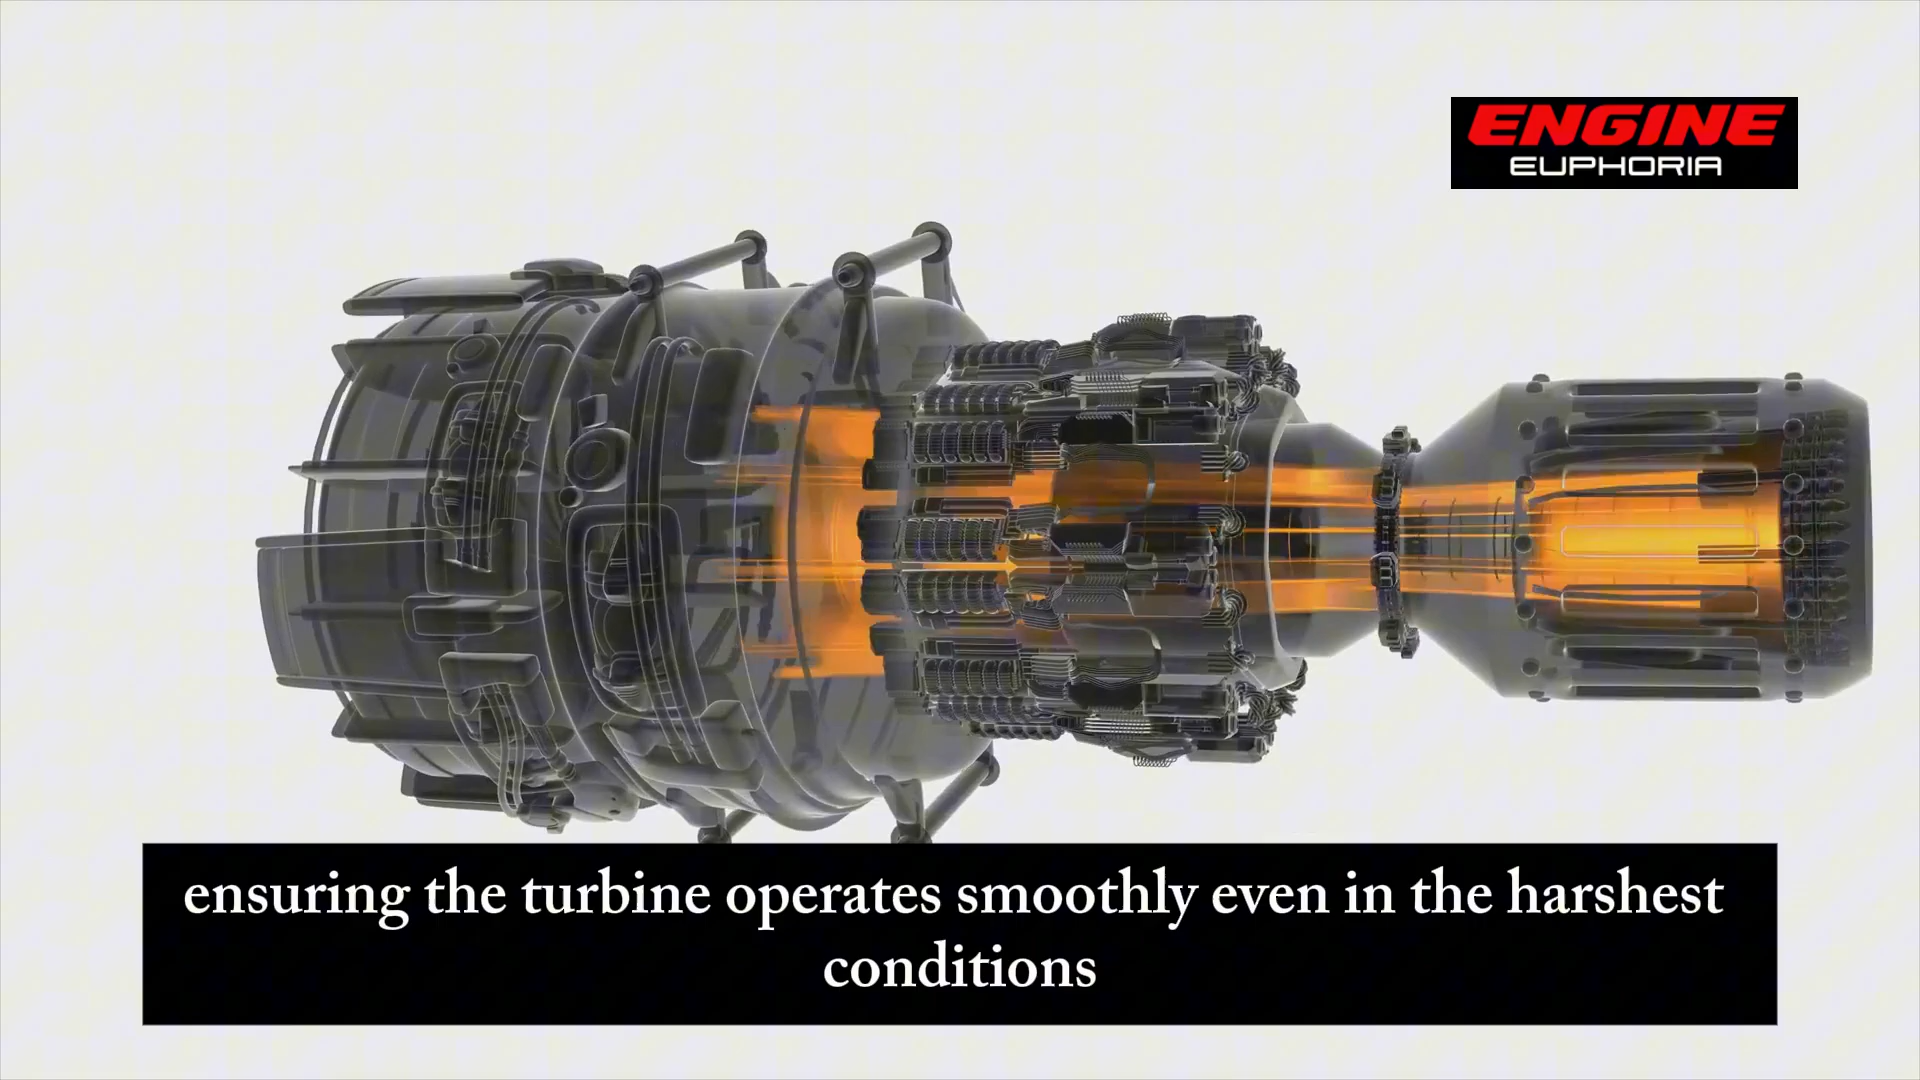 ENGINE
EUPHORIA
ensuring the turbine operates smoothly even in the harshest
conditions